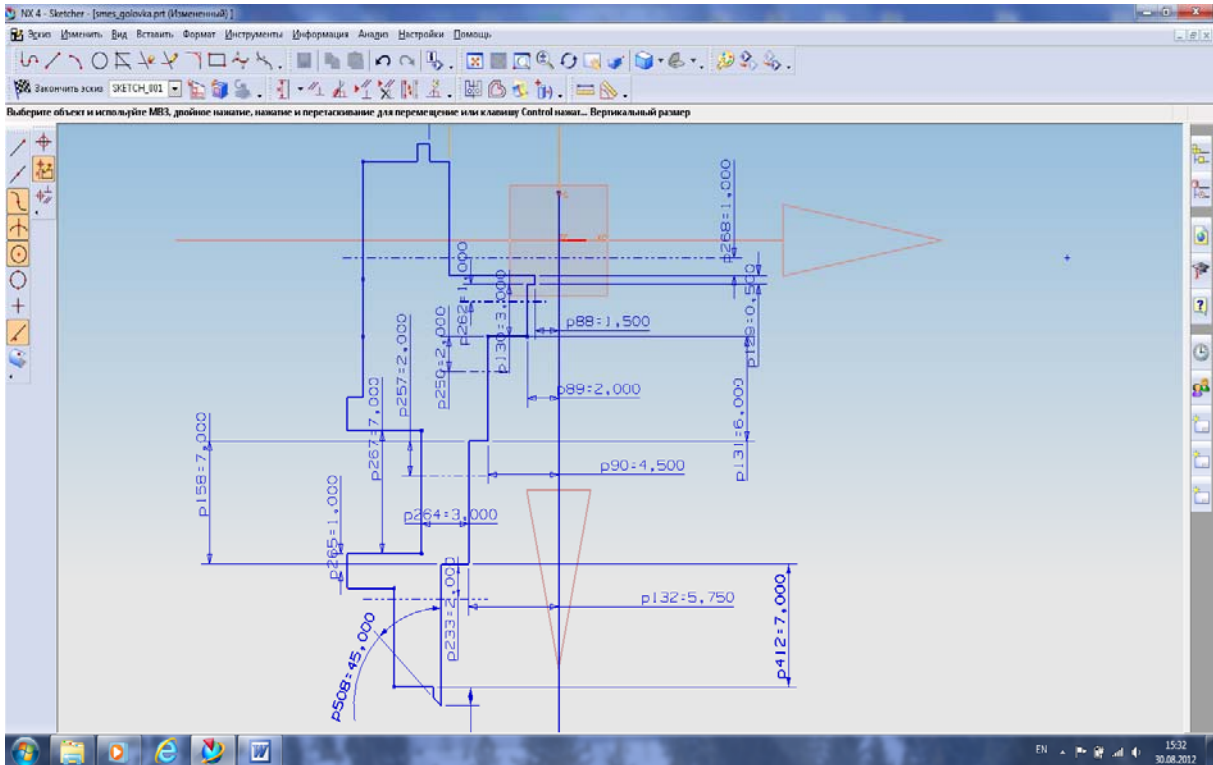 NX 4 - Sketcher - [smes_golovka.prt (Измененный) ]
Эскиз Изменить Вид Вставить Формат Инструменты Информация Анализ Настройки Помощь
Закончить эскиз SKETCH_001
Выберите объект и используйте MB3, двойное нажатие, нажатие и перетаскивание для перемещение или клавишу Control нажат... Вертикальный размер
p268=1,000
p262=1,000
p130=3,000
p88=1,500
p129=0,500
p257=2,000
p250=2,000
p89=2,000
p131=6,000
p267=7,000
p158=7,000
p90=4,500
p265=1,000
p264=3,000
p233=2,000
p132=5,750
p412=7,000
p508=45,000
EN
15:32
30.08.2012